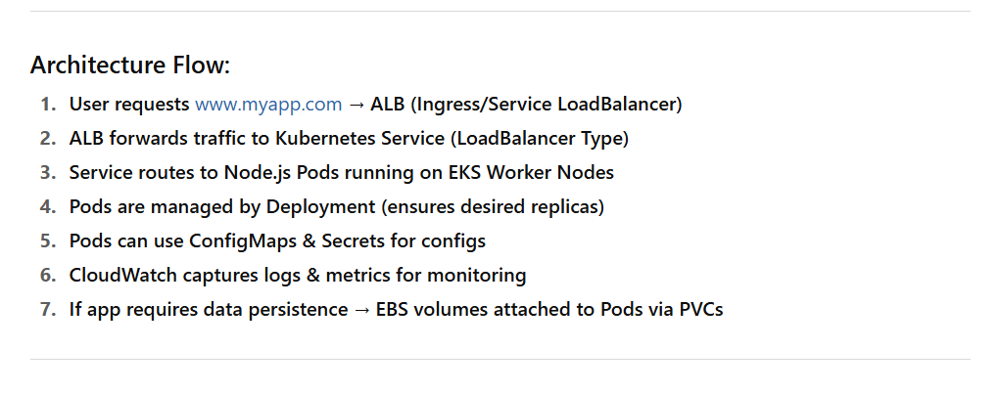 Architecture Flow:
1. User requests www.myapp.com → ALB (Ingress/Service LoadBalancer)
2. ALB forwards traffic to Kubernetes Service (LoadBalancer Type)
3. Service routes to Node.js Pods running on EKS Worker Nodes
4. Pods are managed by Deployment (ensures desired replicas)
5. Pods can use ConfigMaps & Secrets for configs
6. CloudWatch captures logs & metrics for monitoring
7. If app requires data persistence → EBS volumes attached to Pods via PVCs